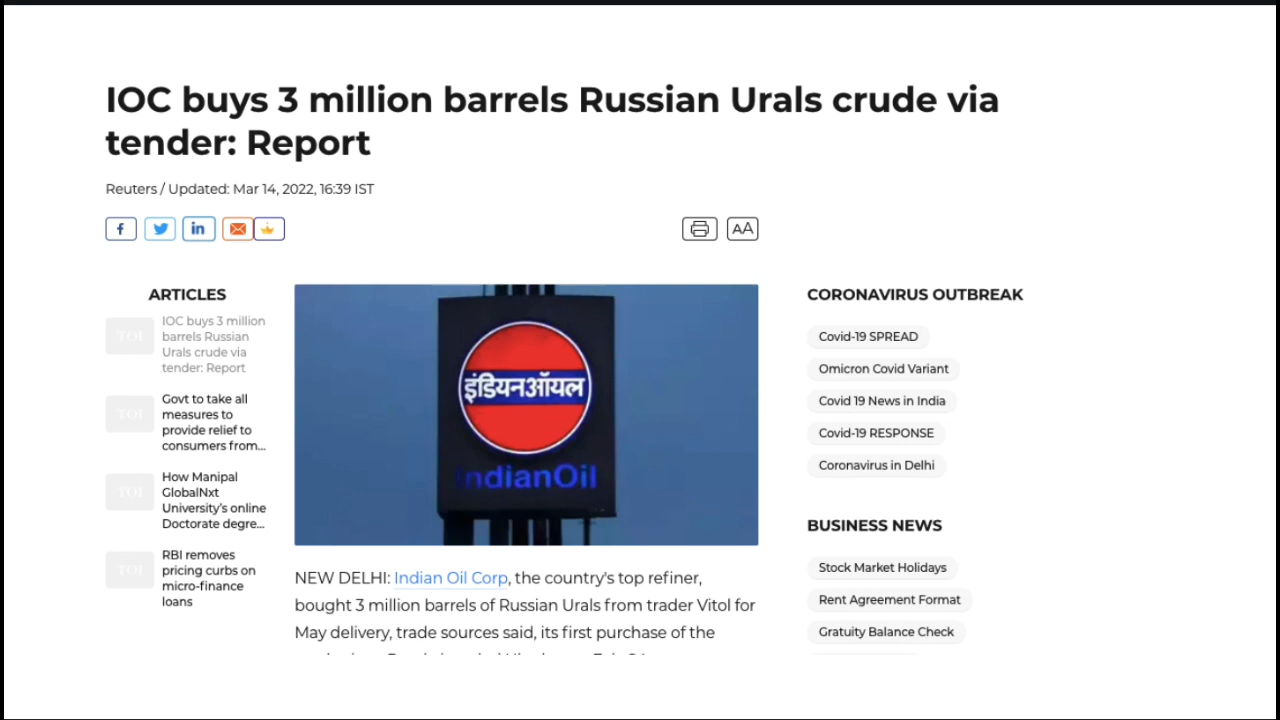 IOC buys 3 million barrels Russian Urals crude via
tender: Report
Reuters / Updated: Mar 14, 2022, 16:39 IST
f
in
AA
ARTICLES
TOI
IOC buys 3 million
barrels Russian
Urals crude via
tender: Report
TOI
Govt to take all
measures to
provide relief to
consumers from...
TOI
How Manipal
GlobalNxt
University's online
Doctorate degre...
TOI
RBI removes
pricing curbs on
micro-finance
loans
इंडियनऑयल
IndianOil
NEW DELHI: Indian Oil Corp, the country's top refiner,
bought 3 million barrels of Russian Urals from trader Vitol for
May delivery, trade sources said, its first purchase of the
CORONAVIRUS OUTBREAK
Covid-19 SPREAD
Omicron Covid Variant
Covid 19 News in India
Covid-19 RESPONSE
Coronavirus in Delhi
BUSINESS NEWS
Stock Market Holidays
Rent Agreement Format
Gratuity Balance Check